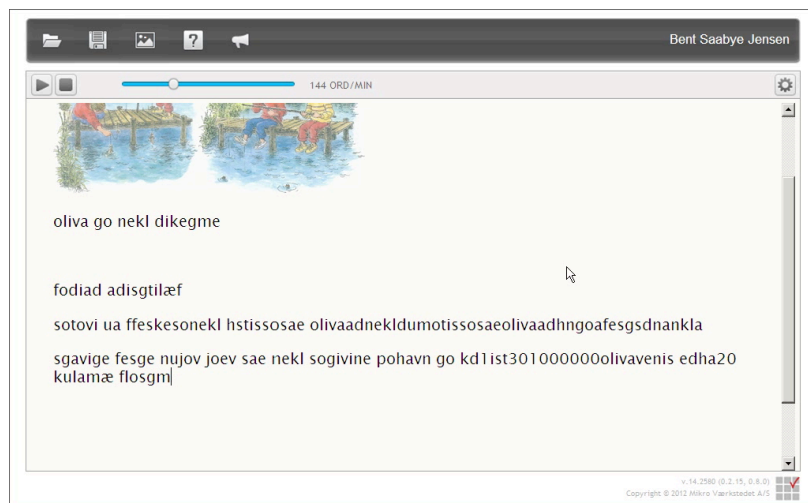 Bent Saabye Jensen
144 ORD/MIN
oliva go nekl dikegme
fodiad adisgtilæf
sotovi ua ffeskesonekl hstissosae olivaadnekldumotissosaeolivaadhngoafesgsdnankla
sgavige fesge nujov joev sae nekl sogivine pohavn go kd1ist301000000olivavenis edha20
kulamæ flosgm
v.14.2560 (0.2.15, 0.8.0)
Copyright © 2012 Mikro Værkstedet A/S